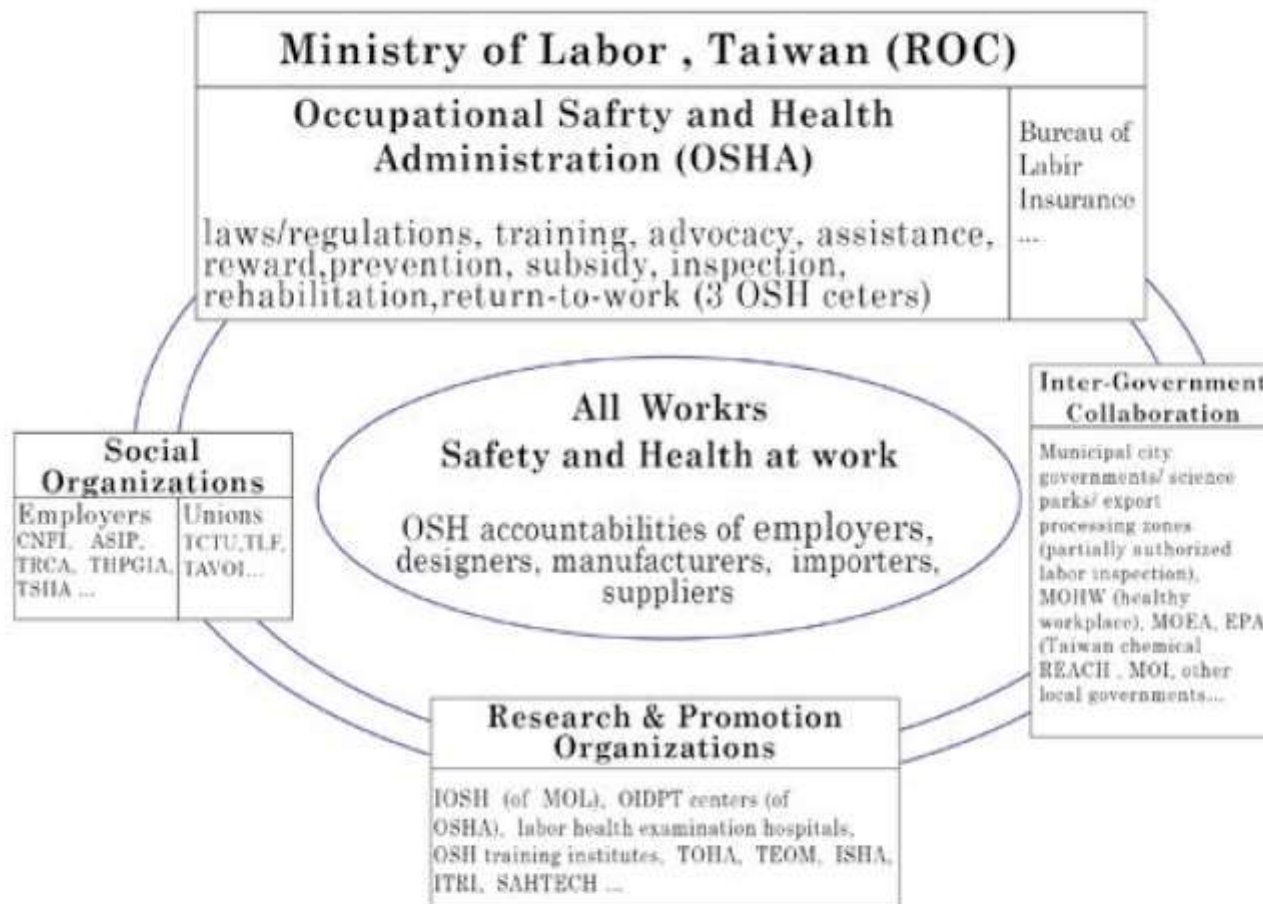 Ministry of Labor , Taiwan (ROC)
Occupational Safrty and Health
Administration (OSHA)
laws/regulations, training, advocacy, assistance,
reward,prevention, subsidy, inspection,
rehabilitation,return-to-work (3 OSH ceters)
Bureau of
Labir
Insurance
...
All Workrs
Safety and Health at work
OSH accountabilities of employers,
designers, manufacturers, importers,
suppliers
Social
Organizations
Employers
CNFI, ASIP,
TRCA, THPGIA,
TSHA ...
Unions
TCTU,TLF,
TAVOI...
Inter-Government
Collaboration
Municipal city
governments/ science
parks/ export
processing zones
(partially authorized
labor inspection),
MOHW (healthy
workplace), MOEA, EPA
(Taiwan chemical
REACH , MOI, other
local governments...
Research & Promotion
Organizations
IOSH (of MOL), OIDPT centers (of
OSHA), labor health examination hospitals,
OSH training institutes, TOHA, TEOM, ISHA,
ITRI, SAHTECH ...